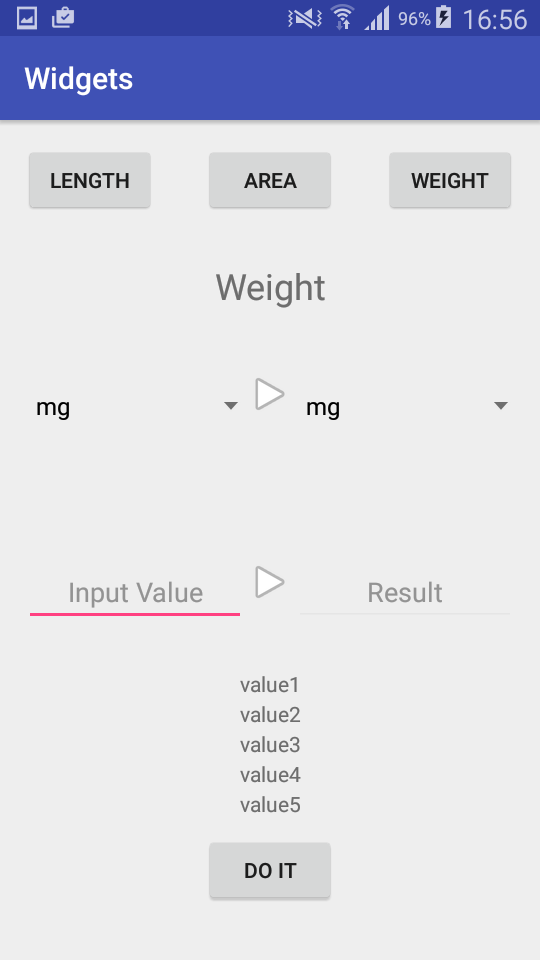 96% 16:56
Widgets
LENGTH AREA WEIGHT
Weight
mg mg
Input Value Result
value1
value2
value3
value4
value5
DO IT